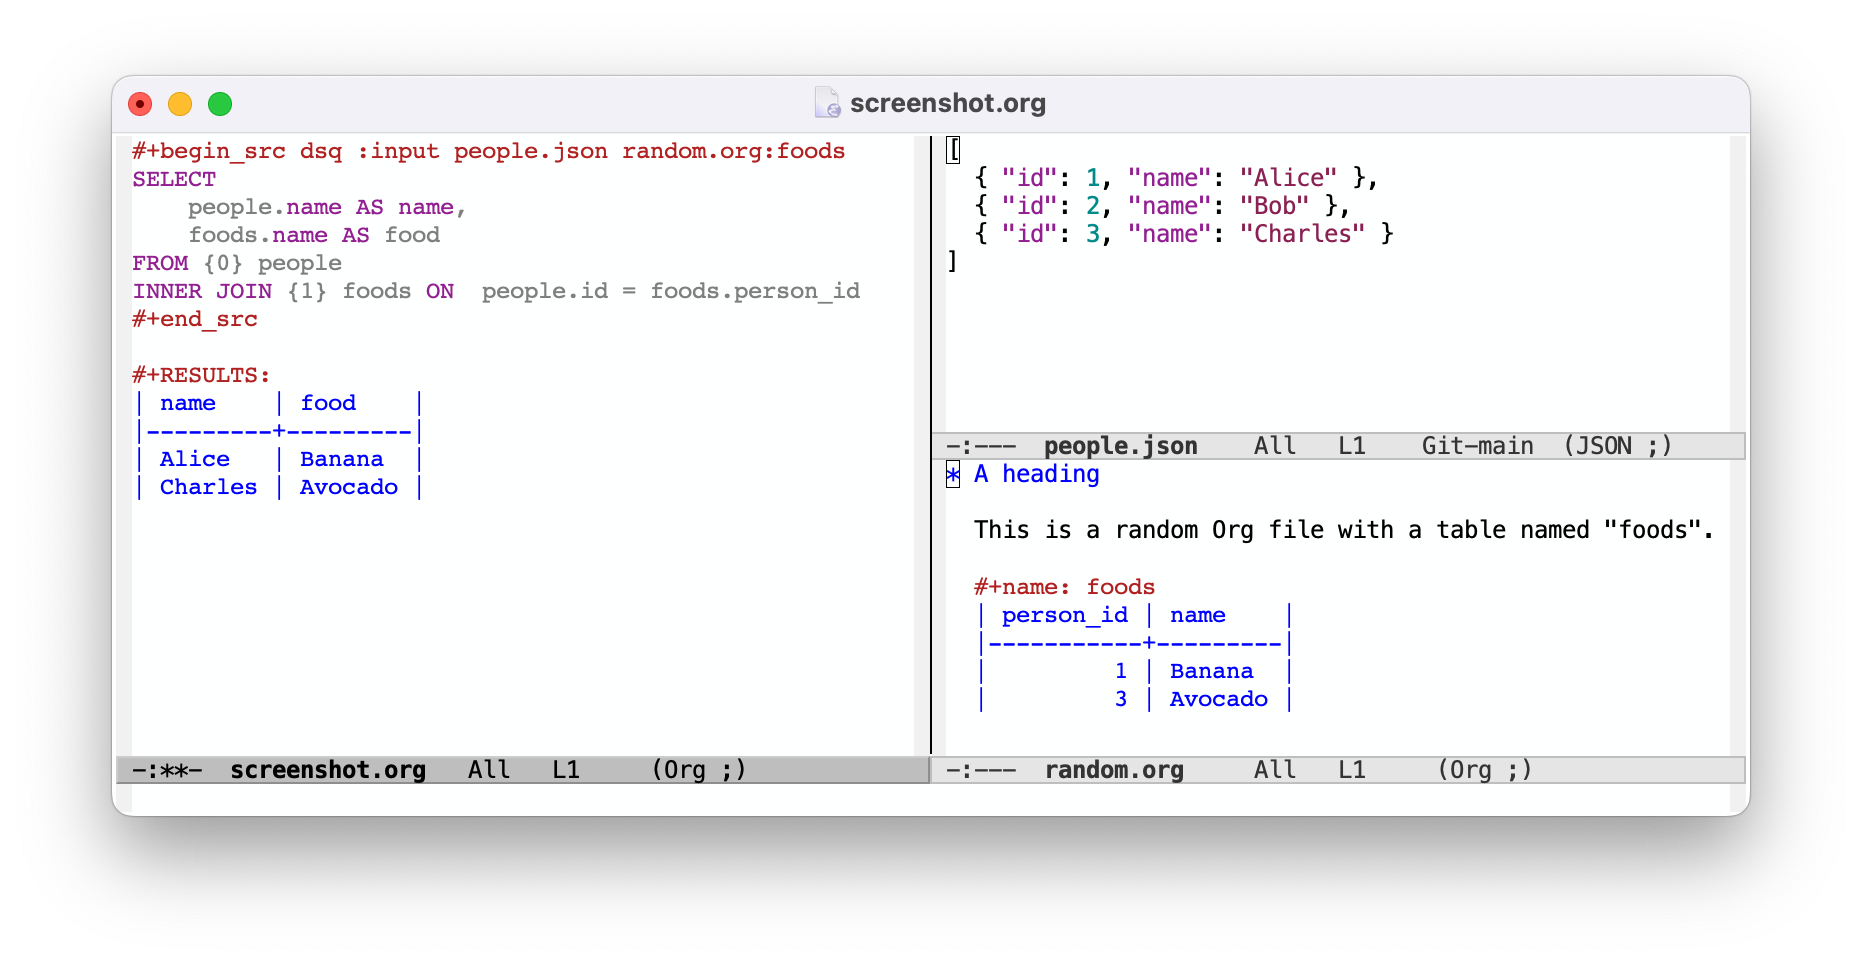 screenshot.org
#+begin_src dsq :input people.json random.org:foods
SELECT
    people.name AS name,
    foods.name AS food
FROM {0} people
INNER JOIN {1} foods ON  people.id = foods.person_id
#+end_src

#+RESULTS:
| name    | food    |
|---------+---------|
| Alice   | Banana  |
| Charles | Avocado |
-:**-  screenshot.org   All   L1     (Org ;)
[
  { "id": 1, "name": "Alice" },
  { "id": 2, "name": "Bob" },
  { "id": 3, "name": "Charles" }
]
-:---  people.json    All   L1    Git-main  (JSON ;)
* A heading

  This is a random Org file with a table named "foods".

  #+name: foods
  | person_id | name    |
  |-----------+---------|
  |         1 | Banana  |
  |         3 | Avocado |
-:---  random.org     All   L1     (Org ;)